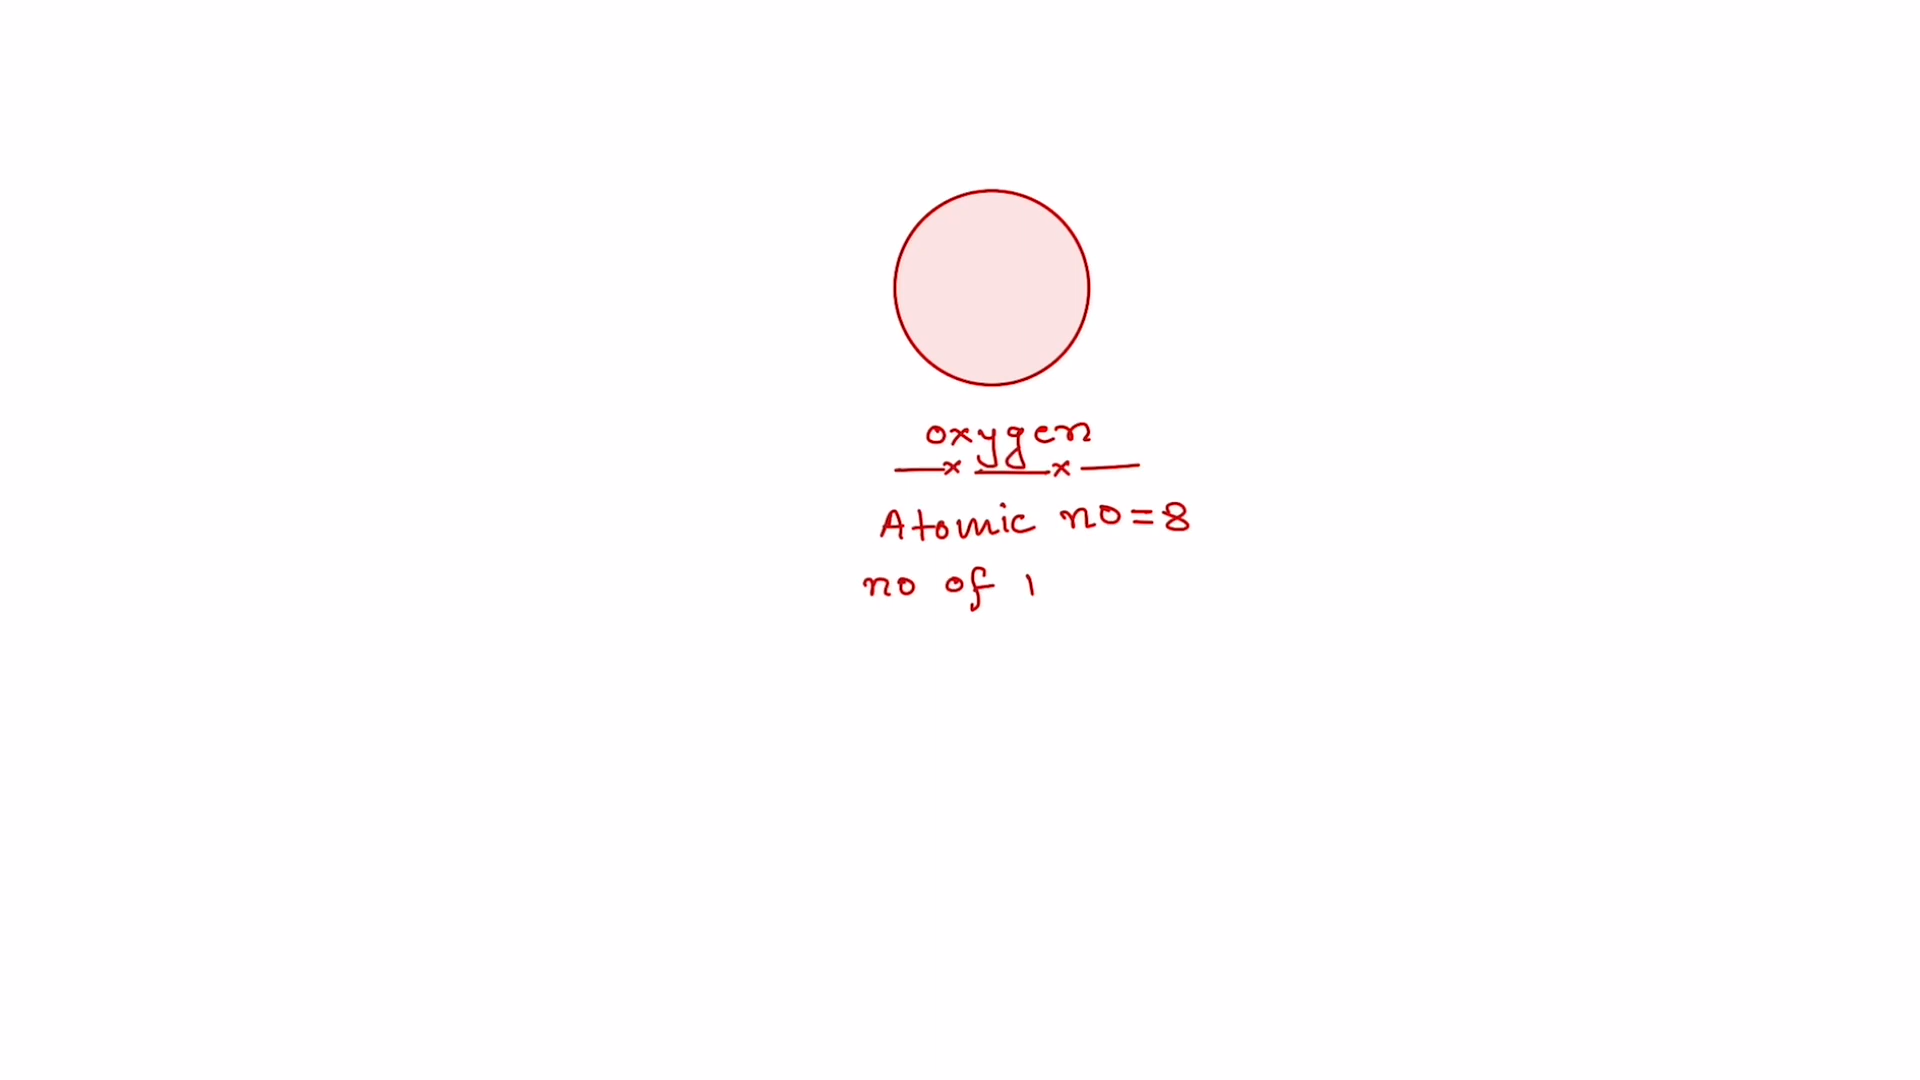 oxygen
Atomic no=8
no of